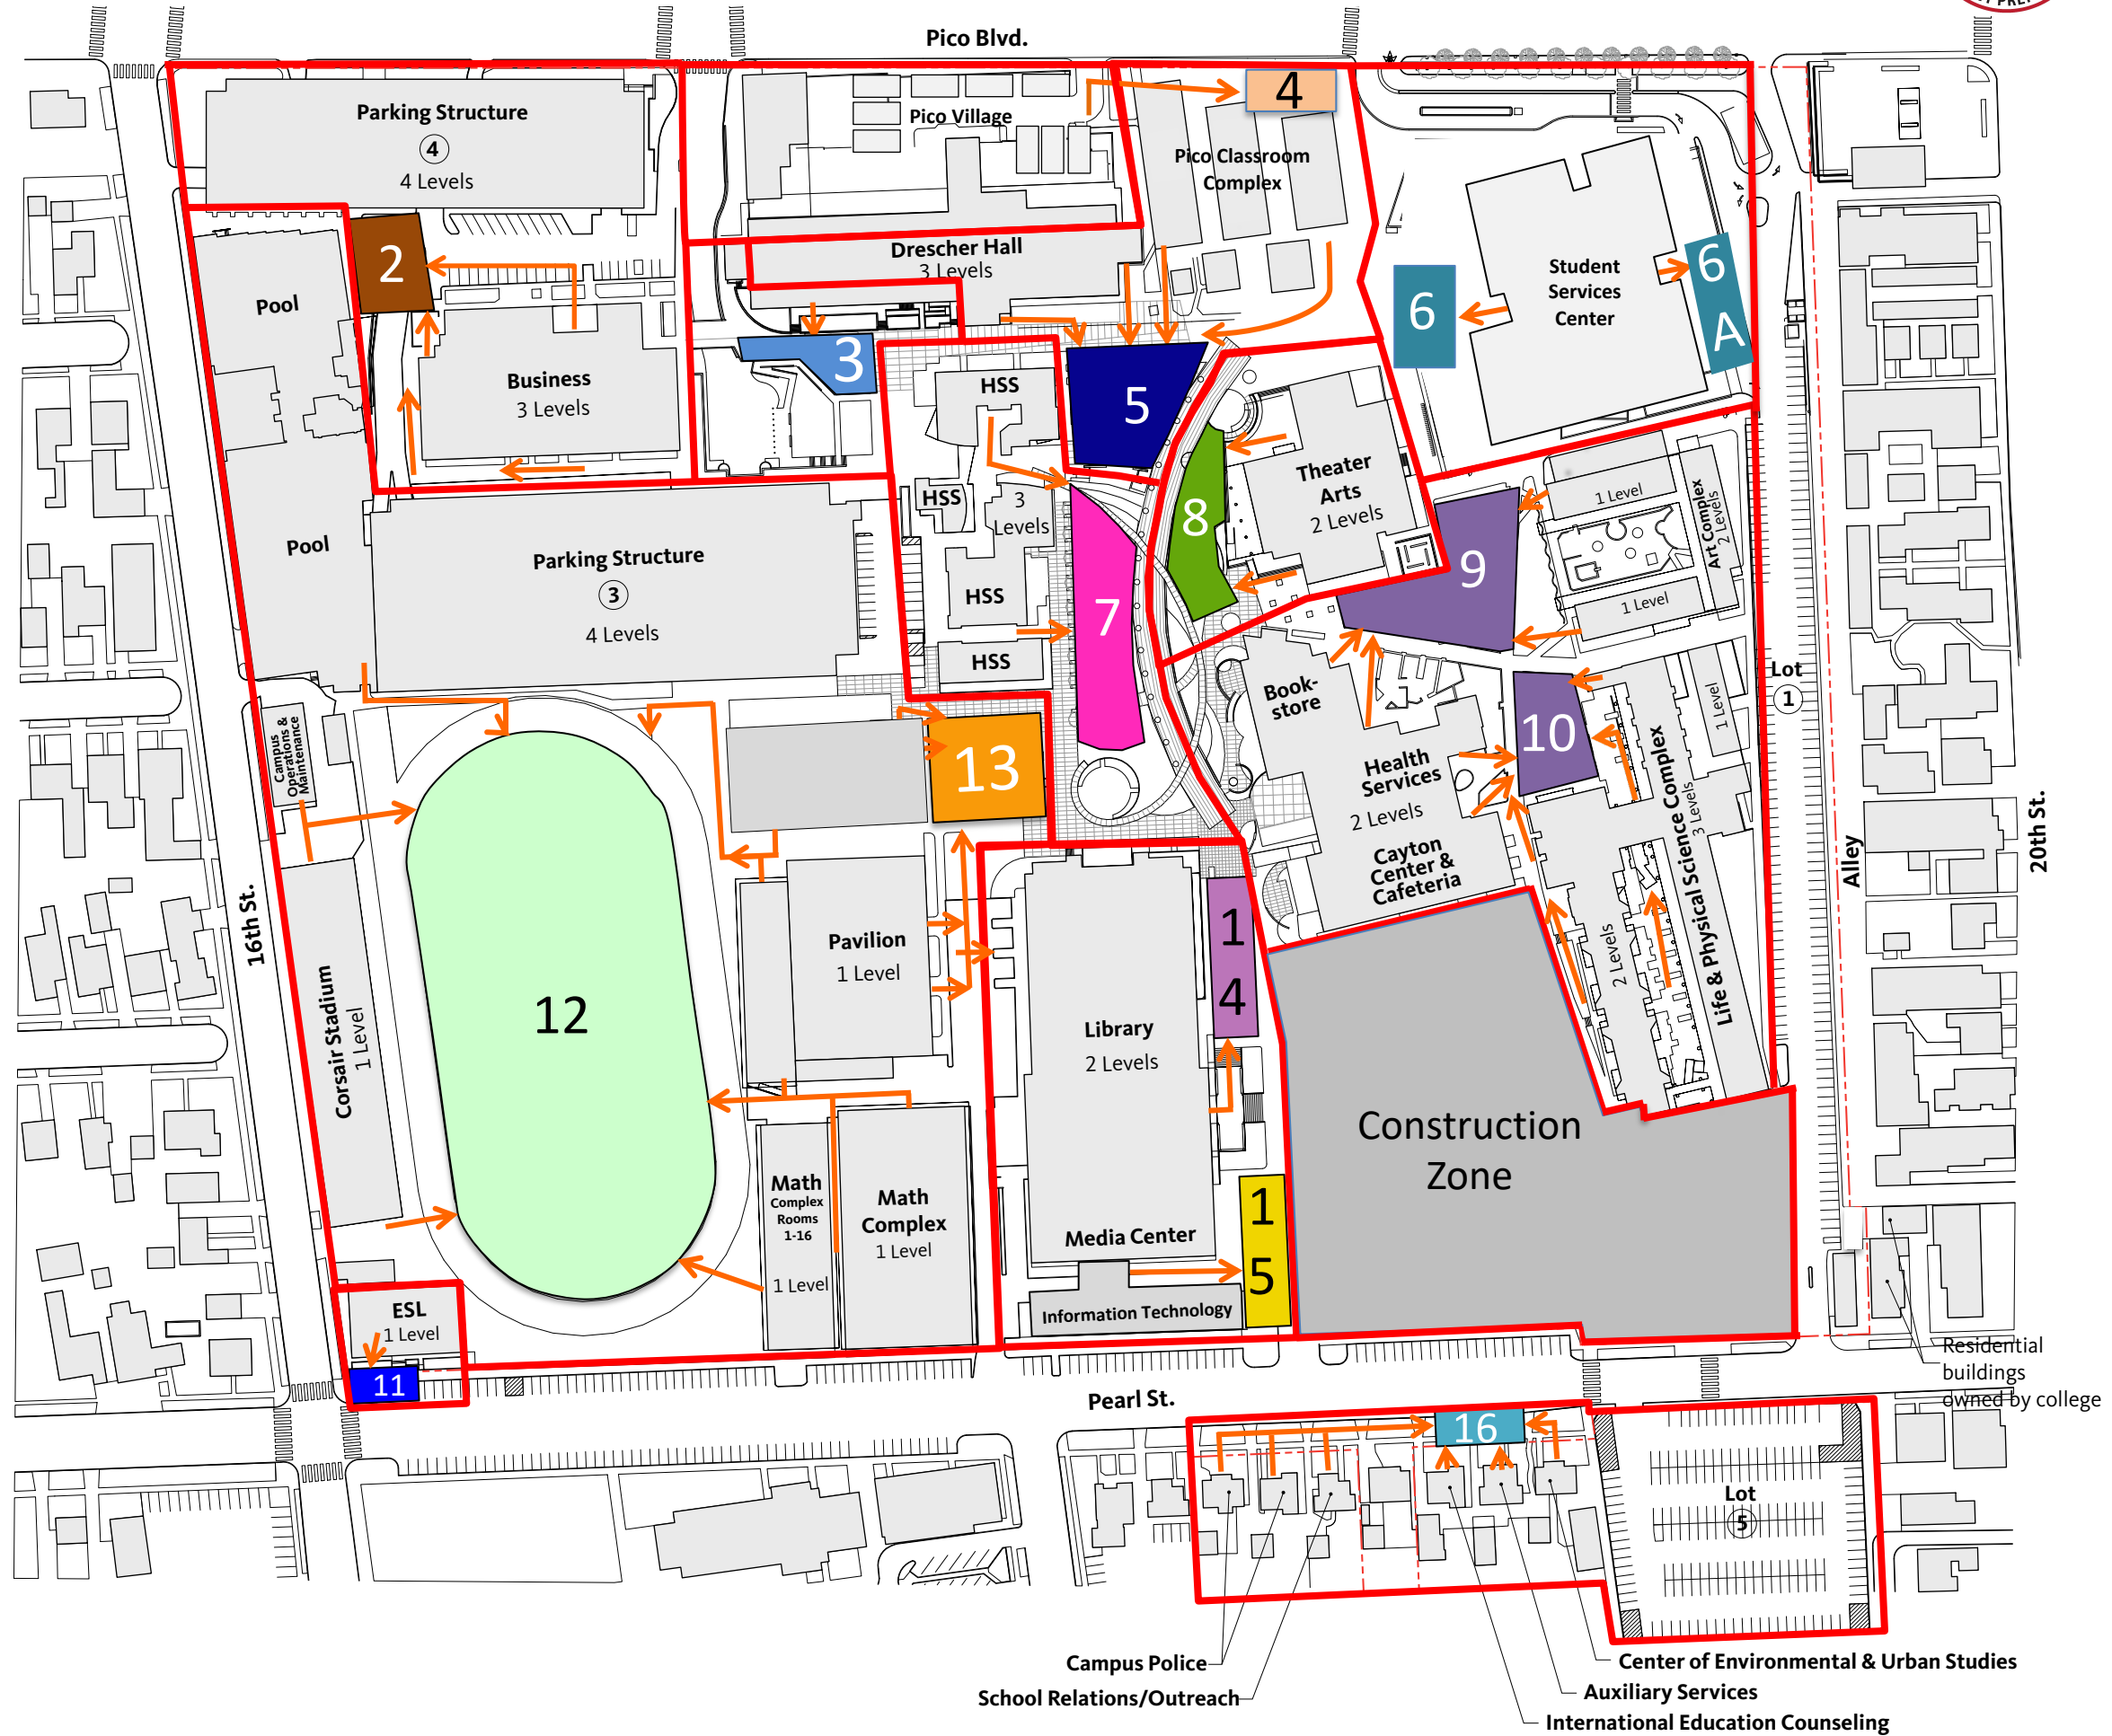 Pico Blvd.
Parking Structure
4
4 Levels
Pico Village
4
Pico Classroom
Complex
Drescher Hall
3 Levels
Student
Services
Center
6
6
A
2
Pool
3
5
Business
3 Levels
HSS
HSS
3
Levels
HSS
HSS
7
8
Theater
Arts
2 Levels
9
1 Level
Art Complex
2 Levels
1 Level
Pool
Parking Structure
3
4 Levels
Lot
1
Book-
store
10
1 Level
Health
Services
2 Levels
Cayton
Center &
Cafeteria
Life & Physical Science Complex
3 Levels
2 Levels
Alley
20th St.
Campus
Operations &
Maintenance
13
16th St.
Corsair Stadium
1 Level
12
Pavilion
1 Level
Library
2 Levels
1
4
Construction
Zone
Math
Complex
Rooms
1-16
1 Level
Math
Complex
1 Level
Media Center
1
5
Information Technology
ESL
1 Level
11
Pearl St.
Residential
buildings
owned by college
16
Lot
5
Campus Police
School Relations/Outreach
Center of Environmental & Urban Studies
Auxiliary Services
International Education Counseling